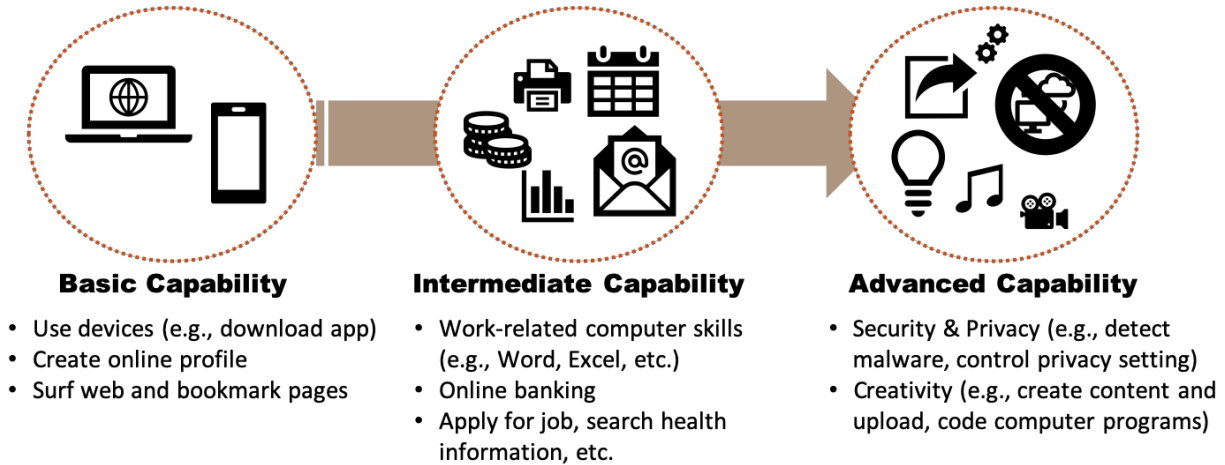 @
Basic Capability
• Use devices (e.g., download app)
• Create online profile
• Surf web and bookmark pages
Intermediate Capability
• Work-related computer skills
(e.g., Word, Excel, etc.)
• Online banking
• Apply for job, search health
information, etc.
Advanced Capability
• Security & Privacy (e.g., detect
malware, control privacy setting)
• Creativity (e.g., create content and
upload, code computer programs)